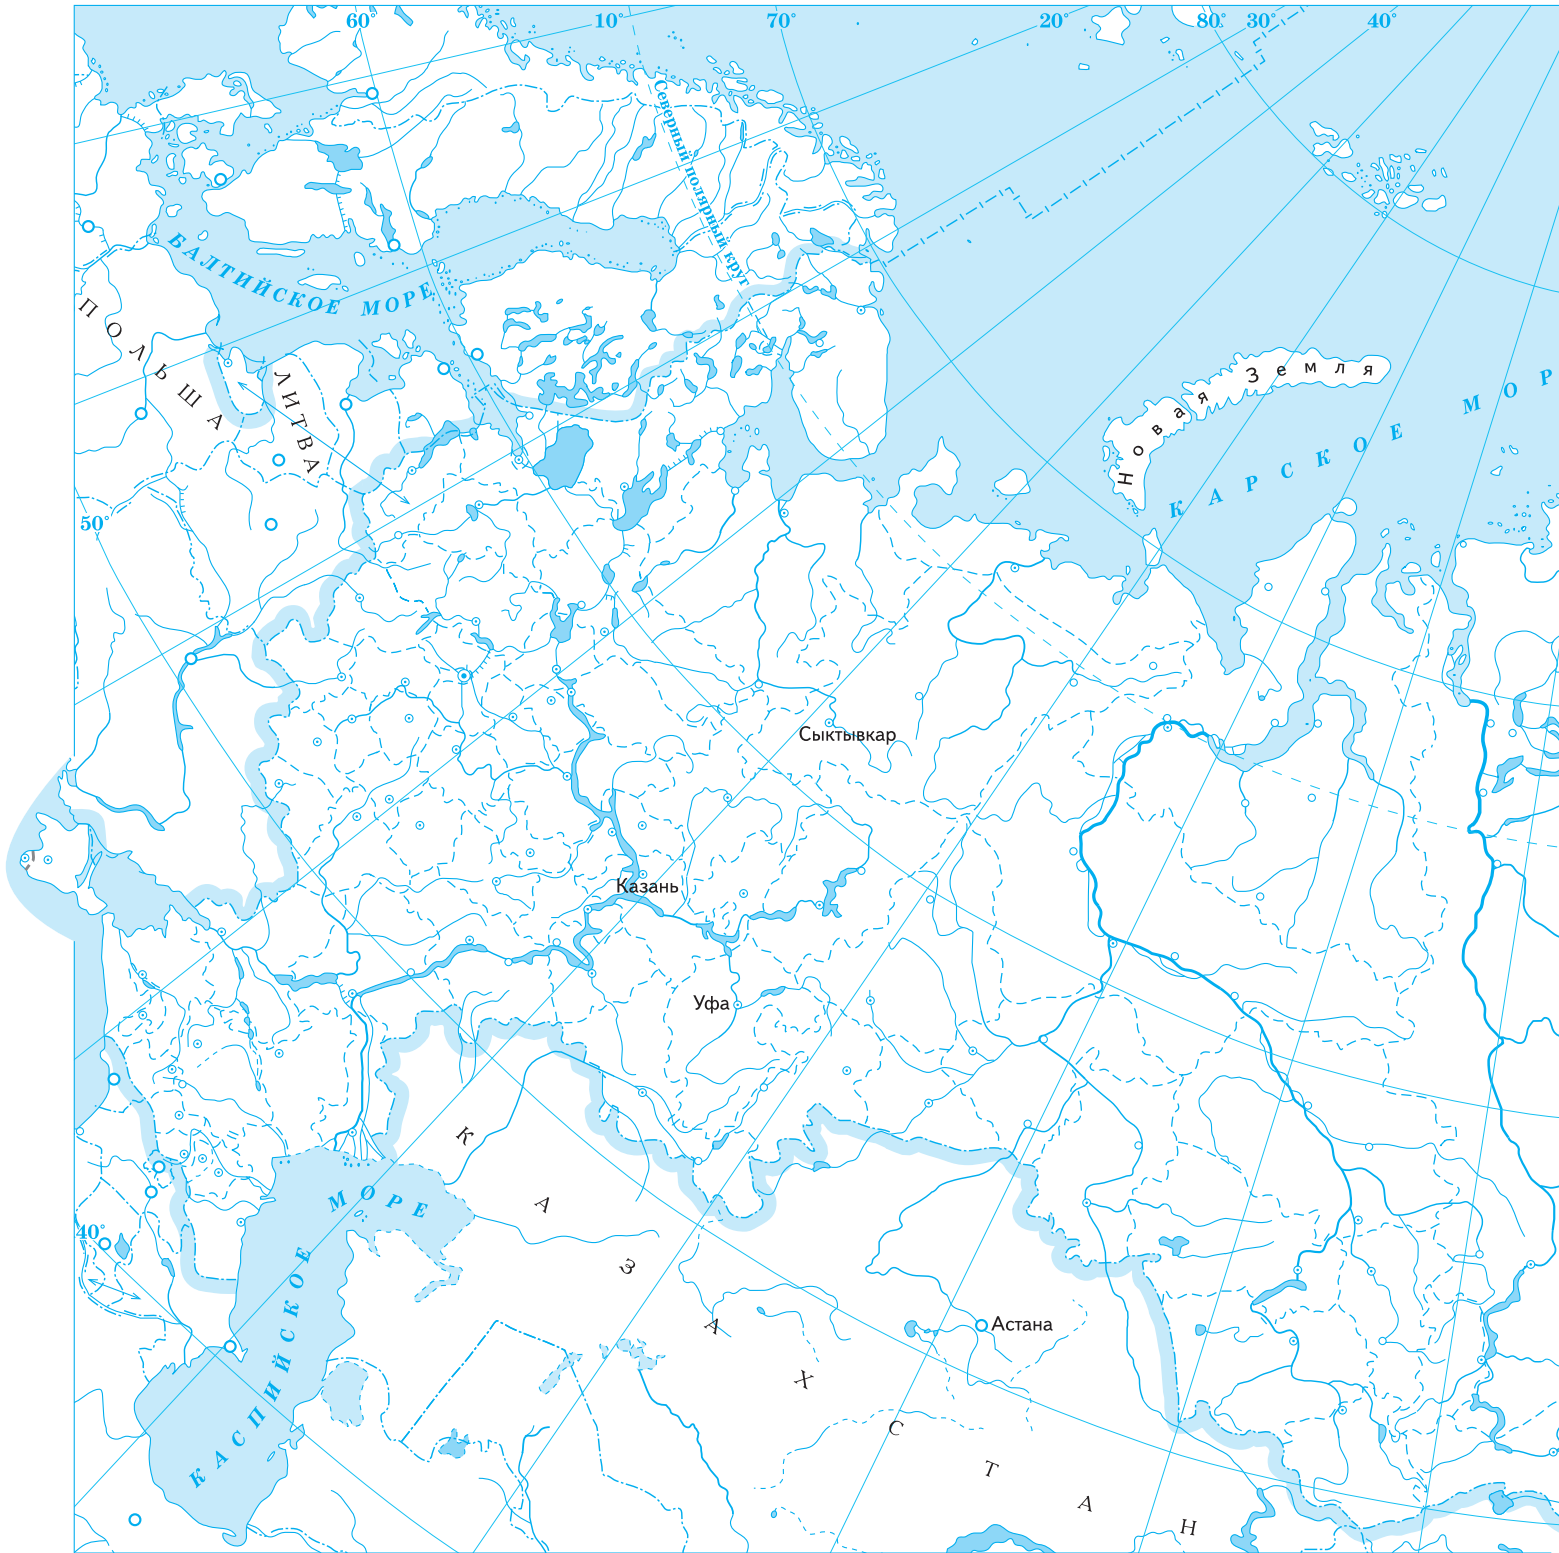 60°
10°
70°
20°
80°
30°
40°
Северный полярный круг
БАЛТИЙСКОЕ МОРЕ
ПОЛЬША
ЛИТВА
Новая Земля
КАРСКОЕ МОР
50°
Сыктывкар
Казань
Уфа
МОРЕ
КАСПИЙСКОЕ
40°
КАЗАХСТАН
Астана